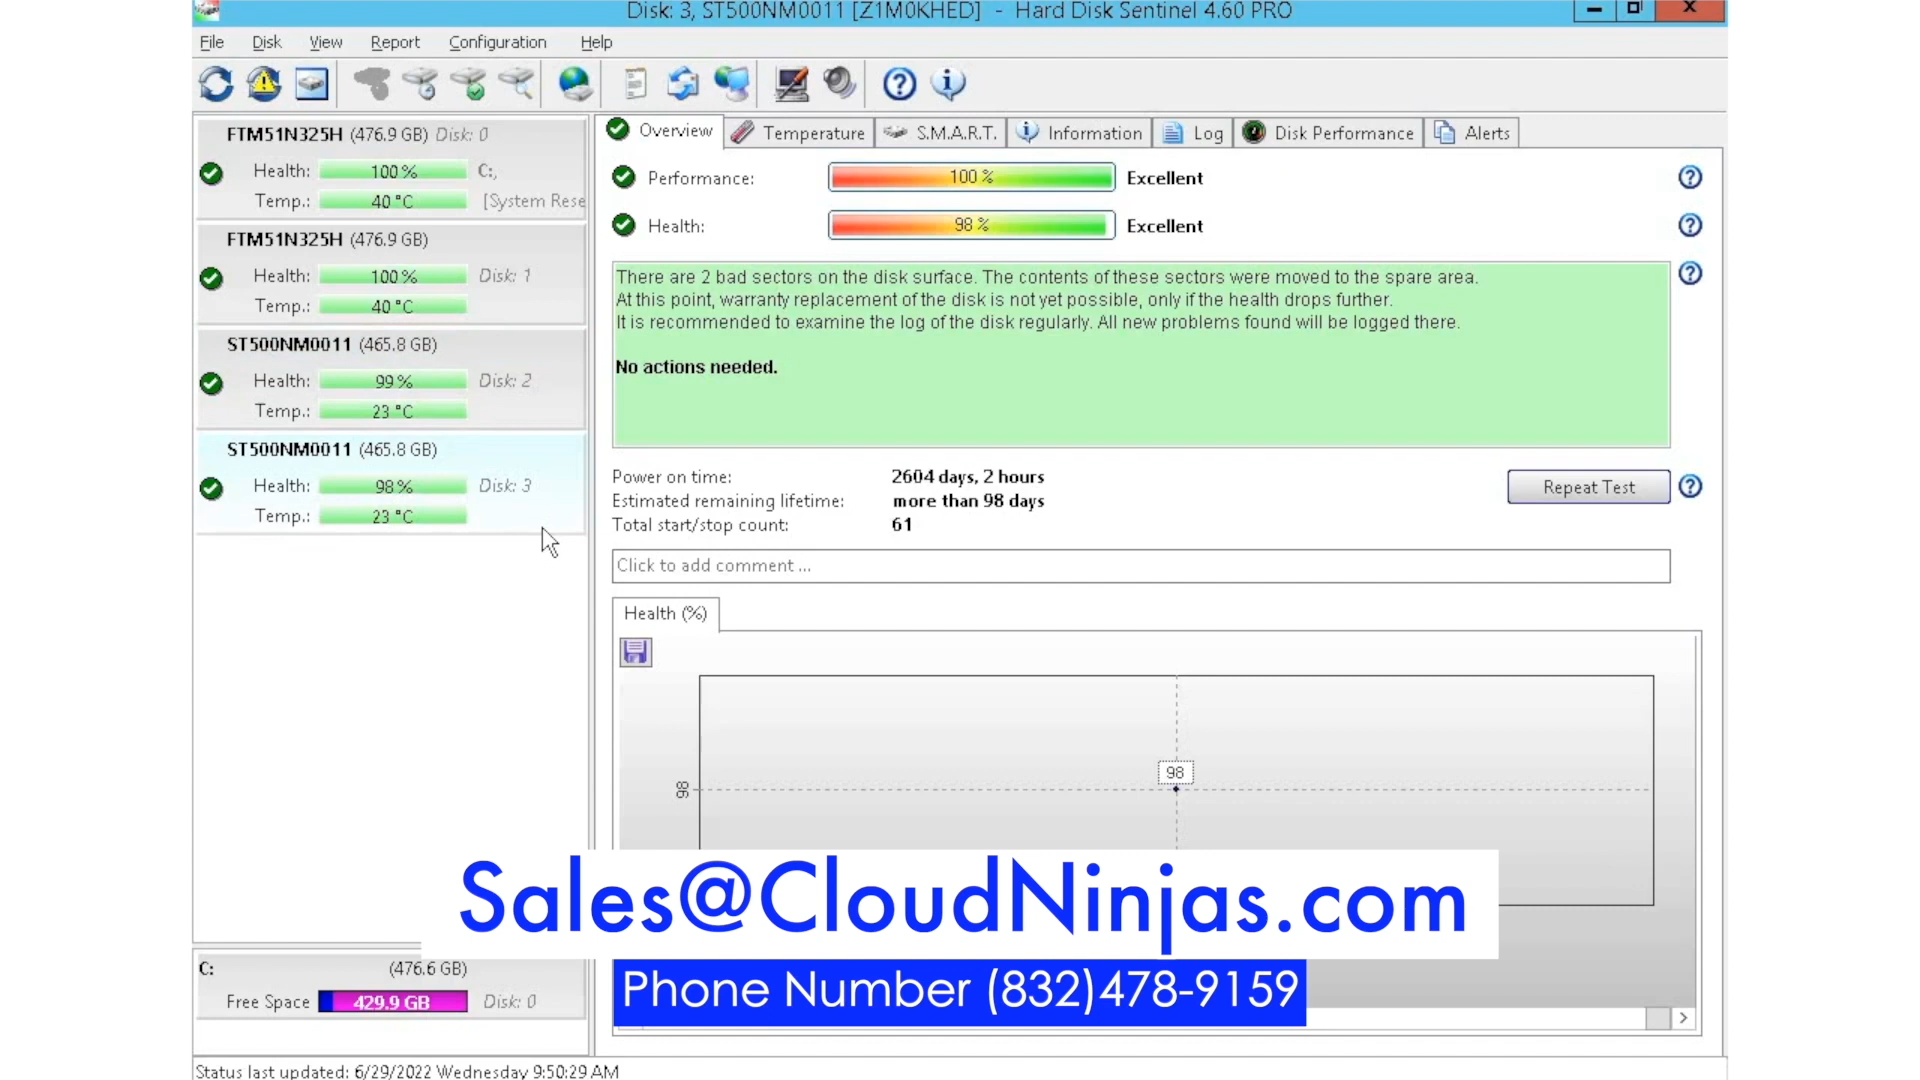 Disk: 3, ST500NM0011 [Z1M0KHED] - Hard Disk Sentinel 4.60 PRO
File Disk View Report Configuration Help
FTM51N325H (476.9 GB) Disk: 0
Health: 100 % C:,
Temp.: 40 °C [System Rese
FTM51N325H (476.9 GB)
Health: 100 % Disk: 1
Temp.: 40 °C
ST500NM0011 (465.8 GB)
Health: 99 % Disk: 2
Temp.: 23 °C
ST500NM0011 (465.8 GB)
Health: 98 % Disk: 3
Temp.: 23 °C
C: (476.6 GB)
Free Space 429.9 GB Disk: 0
Overview Temperature S.M.A.R.T. Information Log Disk Performance Alerts
Performance: 100 % Excellent
Health: 98 % Excellent
There are 2 bad sectors on the disk surface. The contents of these sectors were moved to the spare area.
At this point, warranty replacement of the disk is not yet possible, only if the health drops further.
It is recommended to examine the log of the disk regularly. All new problems found will be logged there.
No actions needed.
Power on time: 2604 days, 2 hours
Estimated remaining lifetime: more than 98 days
Total start/stop count: 61
Repeat Test
Click to add comment ...
Health (%)
98
98
Sales@CloudNinjas.com
Phone Number (832)478-9159
Status last updated: 6/29/2022 Wednesday 9:50:29 AM